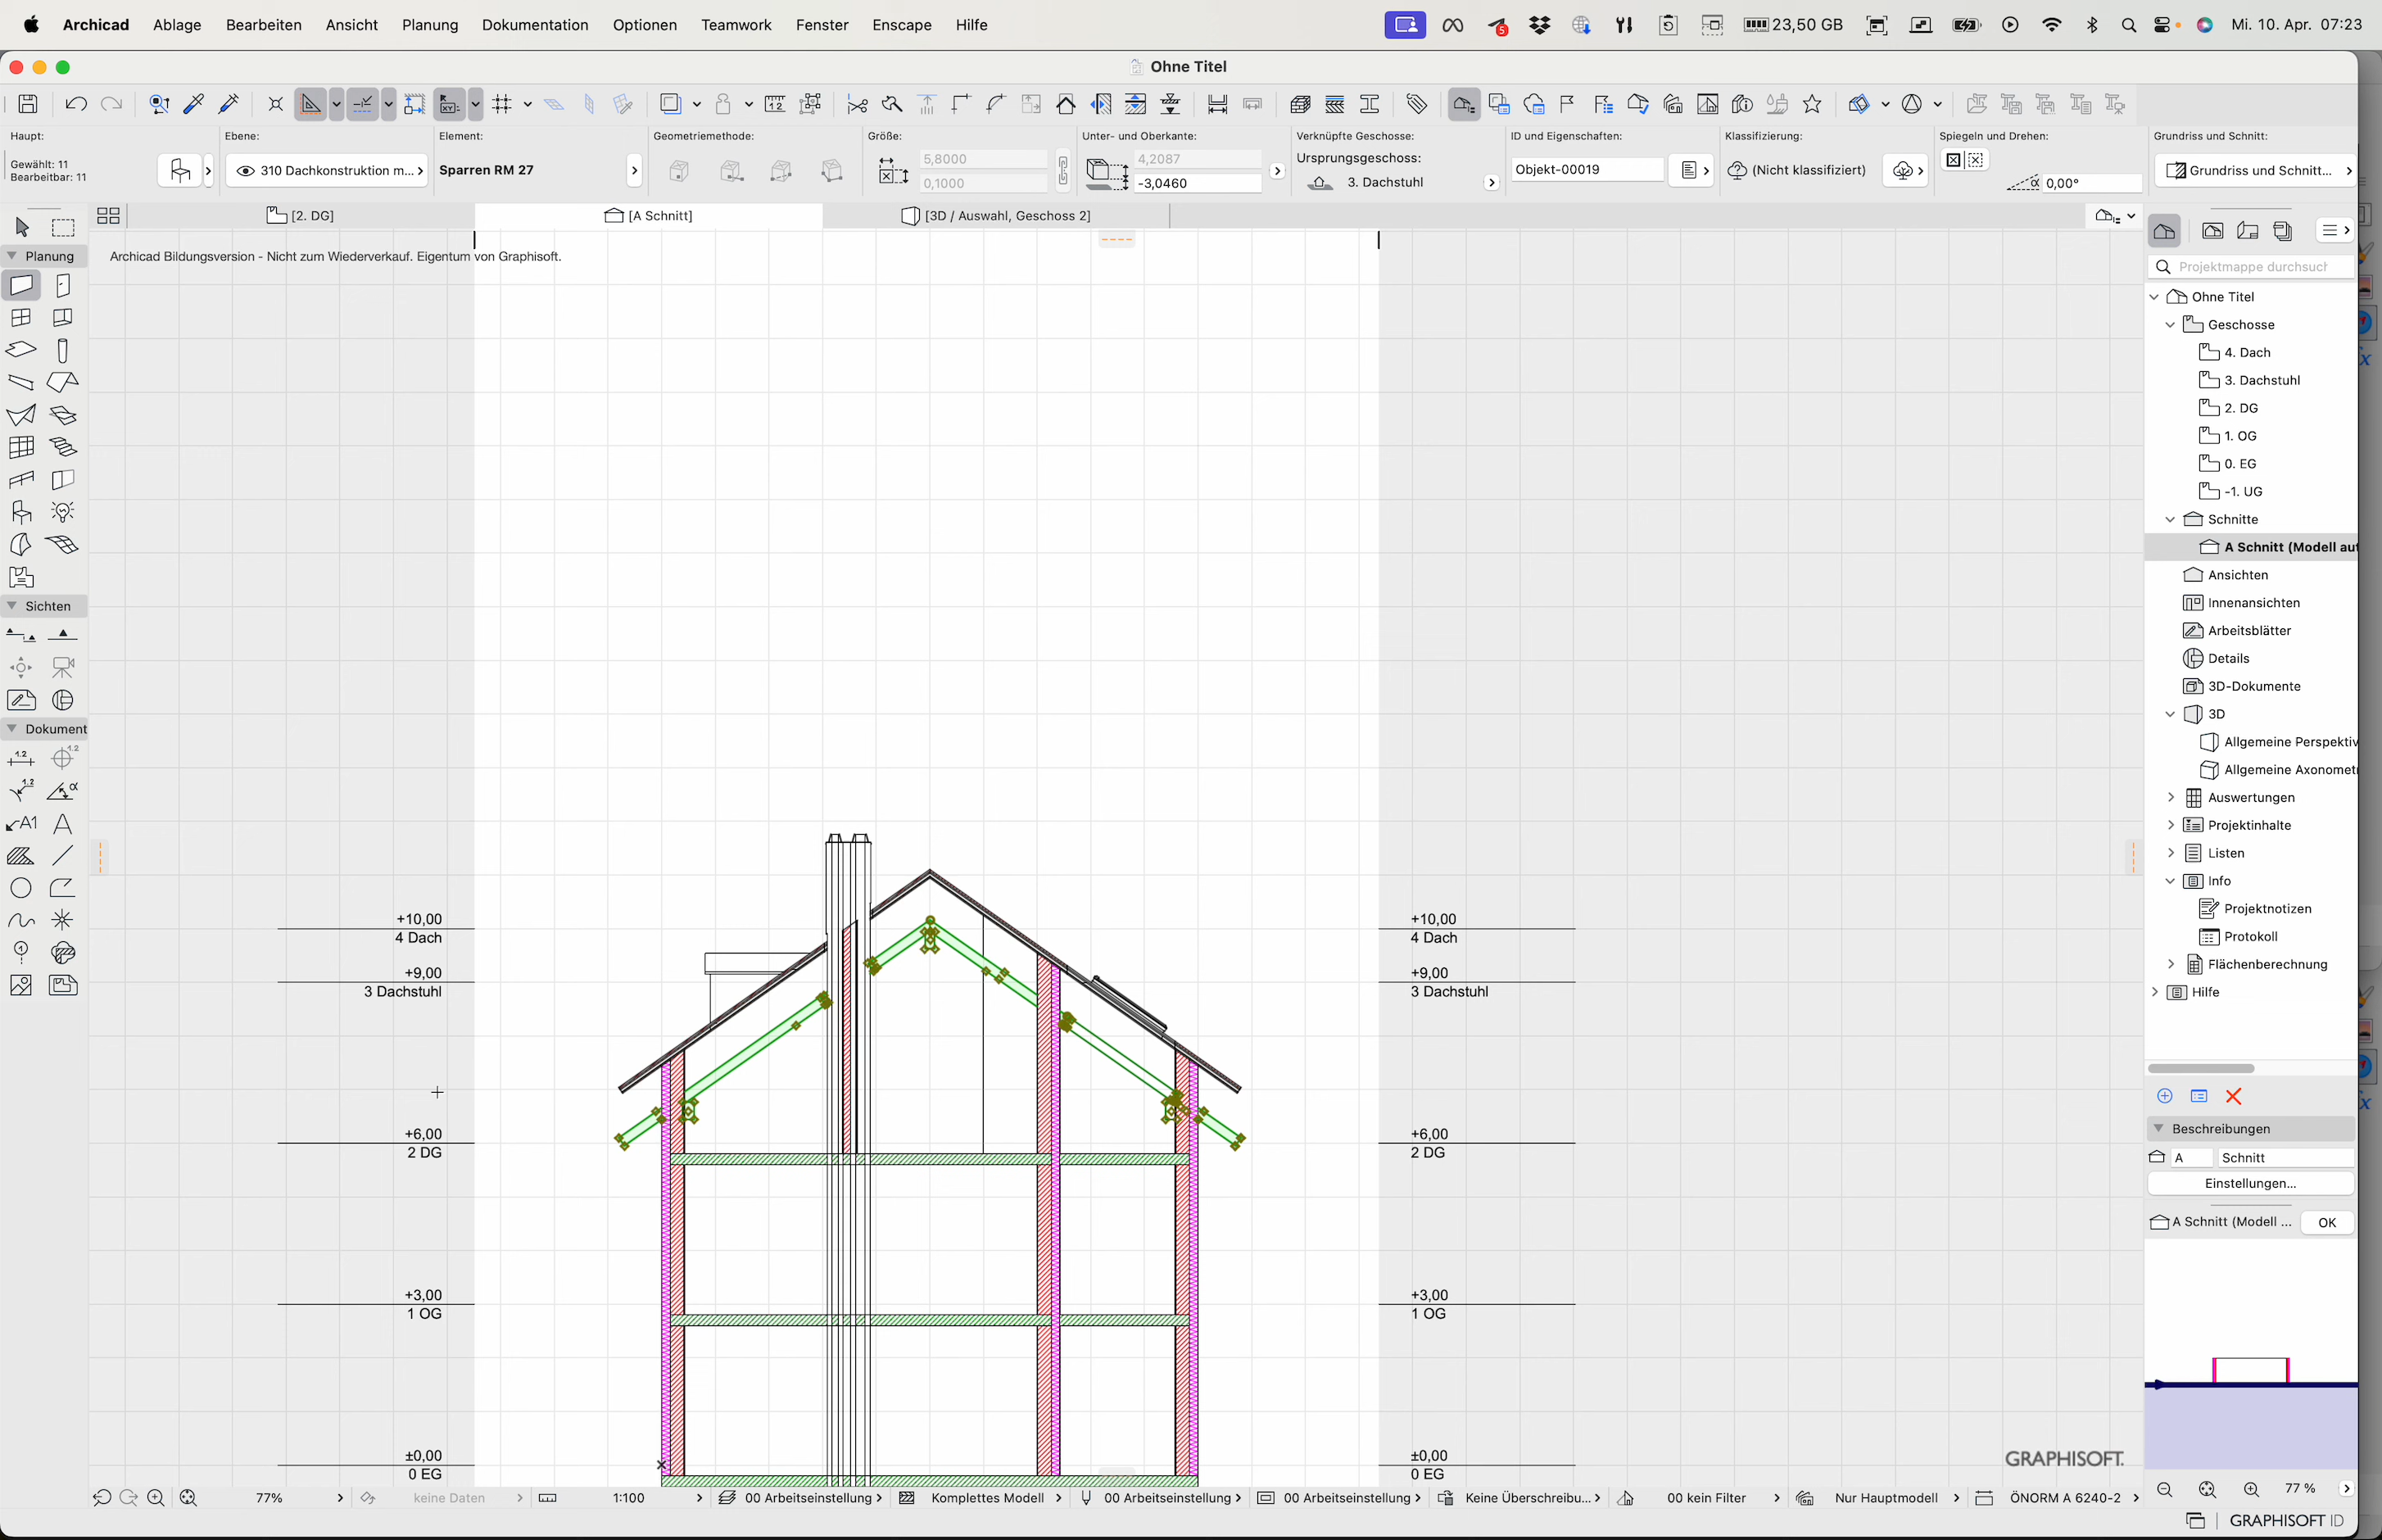 Archicad Ablage Bearbeiten Ansicht Planung Dokumentation Optionen Teamwork Fenster Enscape Hilfe 5 23,50 GB Mi. 10. Apr. 07:23
Ohne Titel
Haupt: Ebene: Element: Geometriemethode: Größe: Unter- und Oberkante: Verknüpfte Geschosse: ID und Eigenschaften: Klassifizierung: Spiegeln und Drehen: Grundriss und Schnitt:
Gewählt: 11
Bearbeitbar: 11
310 Dachkonstruktion m...
Sparren RM 27
5,8000
0,1000
4,2087
-3,0460
Ursprungsgeschoss:
3. Dachstuhl
Objekt-00019
(Nicht klassifiziert)
0,00°
Grundriss und Schnitt...
[2. DG] [A Schnitt] [3D / Auswahl, Geschoss 2]
Archicad Bildungsversion - Nicht zum Wiederverkauf. Eigentum von Graphisoft.
Planung
Sichten
Dokument
+10,00
4 Dach
+9,00
3 Dachstuhl
+6,00
2 DG
+3,00
1 OG
±0,00
0 EG
+10,00
4 Dach
+9,00
3 Dachstuhl
+6,00
2 DG
+3,00
1 OG
±0,00
0 EG
Projektmappe durchsuch
Ohne Titel
Geschosse
4. Dach
3. Dachstuhl
2. DG
1. OG
0. EG
-1. UG
Schnitte
A Schnitt (Modell aut
Ansichten
Innenansichten
Arbeitsblätter
Details
3D-Dokumente
3D
Allgemeine Perspektiv
Allgemeine Axonomet
Auswertungen
Projektinhalte
Listen
Info
Projektnotizen
Protokoll
Flächenberechnung
Hilfe
Beschreibungen
A Schnitt
Einstellungen...
A Schnitt (Modell ... OK
GRAPHISOFT.
77% keine Daten 1:100 00 Arbeitseinstellung Komplettes Modell 00 Arbeitseinstellung 00 Arbeitseinstellung Keine Überschreibu... 00 kein Filter Nur Hauptmodell ÖNORM A 6240-2 77 %
GRAPHISOFT ID